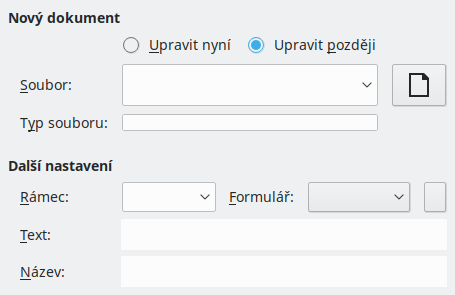 Nový dokument
Upravit nyní Upravit později
Soubor:
Typ souboru:
Další nastavení
Rámec: Formulář:
Text:
Název: